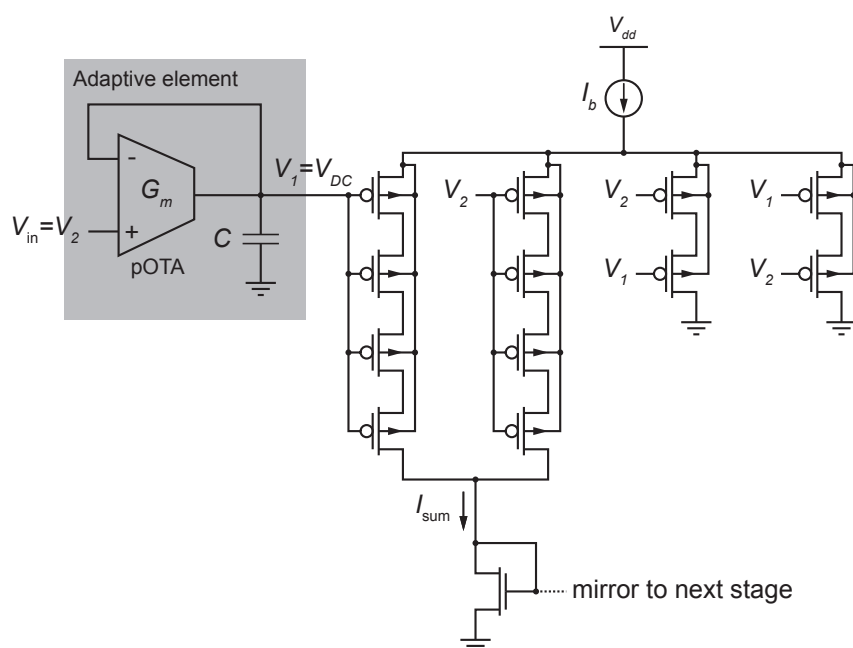 V_dd
Adaptive element
I_b
-
G_m
+
V_in=V_2
pOTA
C
V_1=V_DC
V_2
V_2
V_1
V_1
V_2
I_sum
mirror to next stage